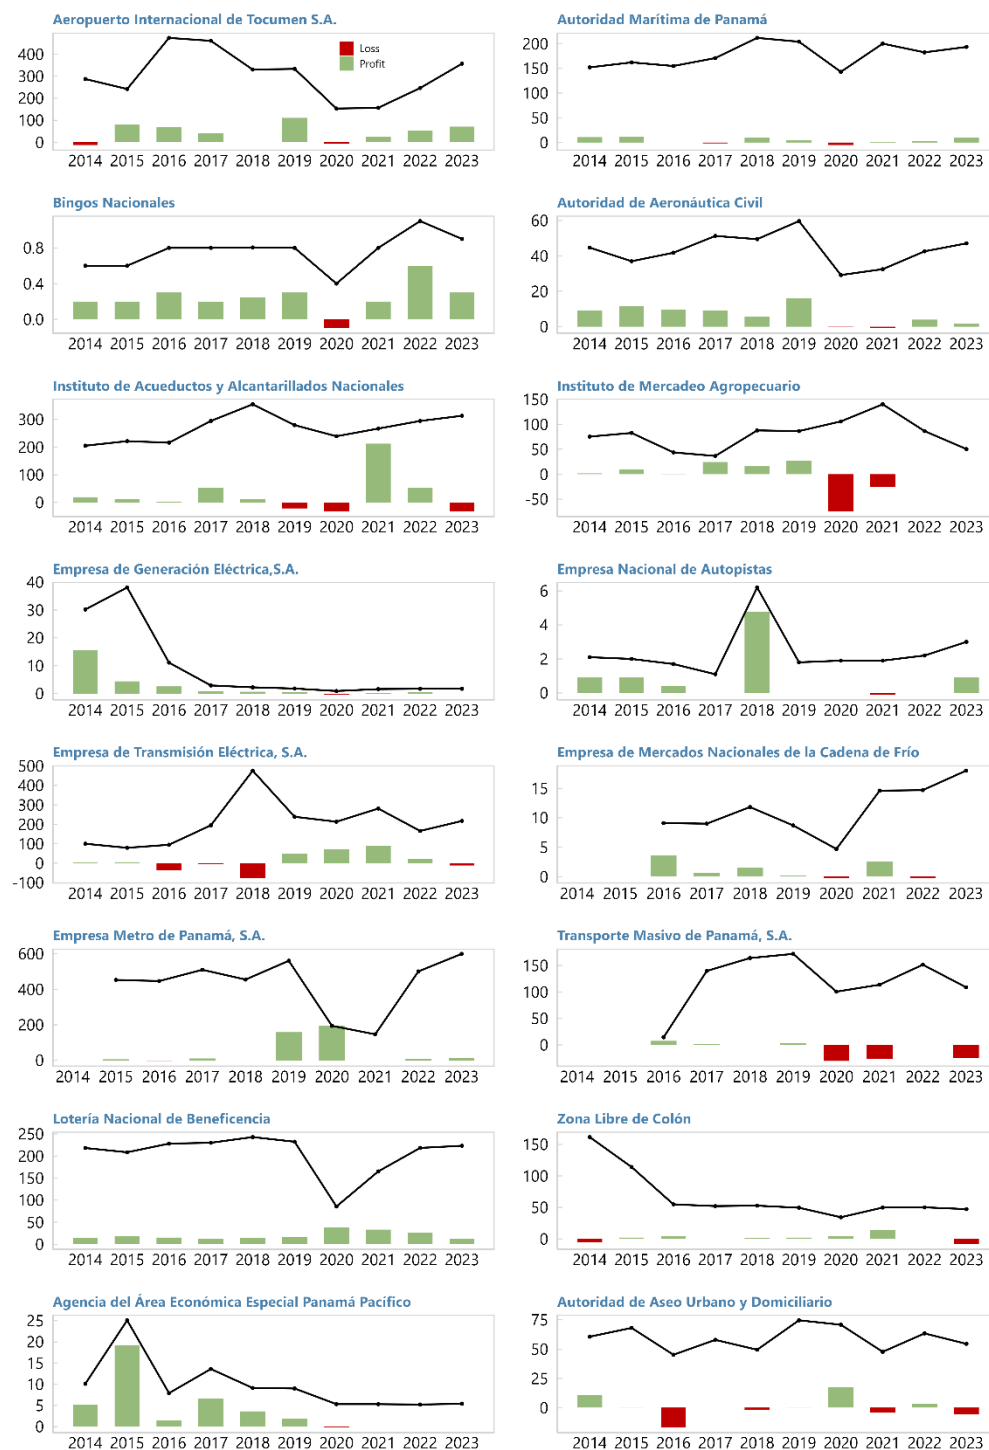 Aeropuerto Internacional de Tocumen S.A.
400
300
200
100
0
Loss
Profit
2014 2015 2016 2017 2018 2019 2020 2021 2022 2023
Autoridad Marítima de Panamá
200
150
100
50
0
2014 2015 2016 2017 2018 2019 2020 2021 2022 2023
Bingos Nacionales
0.8
0.4
0.0
2014 2015 2016 2017 2018 2019 2020 2021 2022 2023
Autoridad de Aeronáutica Civil
60
40
20
0
2014 2015 2016 2017 2018 2019 2020 2021 2022 2023
Instituto de Acueductos y Alcantarillados Nacionales
300
200
100
0
2014 2015 2016 2017 2018 2019 2020 2021 2022 2023
Instituto de Mercadeo Agropecuario
150
100
50
0
-50
2014 2015 2016 2017 2018 2019 2020 2021 2022 2023
Empresa de Generación Eléctrica,S.A.
40
30
20
10
0
2014 2015 2016 2017 2018 2019 2020 2021 2022 2023
Empresa Nacional de Autopistas
6
4
2
0
2014 2015 2016 2017 2018 2019 2020 2021 2022 2023
Empresa de Transmisión Eléctrica, S.A.
500
400
300
200
100
0
-100
2014 2015 2016 2017 2018 2019 2020 2021 2022 2023
Empresa de Mercados Nacionales de la Cadena de Frío
15
10
5
0
2014 2015 2016 2017 2018 2019 2020 2021 2022 2023
Empresa Metro de Panamá, S.A.
600
400
200
0
2014 2015 2016 2017 2018 2019 2020 2021 2022 2023
Transporte Masivo de Panamá, S.A.
150
100
50
0
2014 2015 2016 2017 2018 2019 2020 2021 2022 2023
Lotería Nacional de Beneficencia
250
200
150
100
50
0
2014 2015 2016 2017 2018 2019 2020 2021 2022 2023
Zona Libre de Colón
150
100
50
0
2014 2015 2016 2017 2018 2019 2020 2021 2022 2023
Agencia del Área Económica Especial Panamá Pacífico
25
20
15
10
5
0
2014 2015 2016 2017 2018 2019 2020 2021 2022 2023
Autoridad de Aseo Urbano y Domiciliario
75
50
25
0
2014 2015 2016 2017 2018 2019 2020 2021 2022 2023